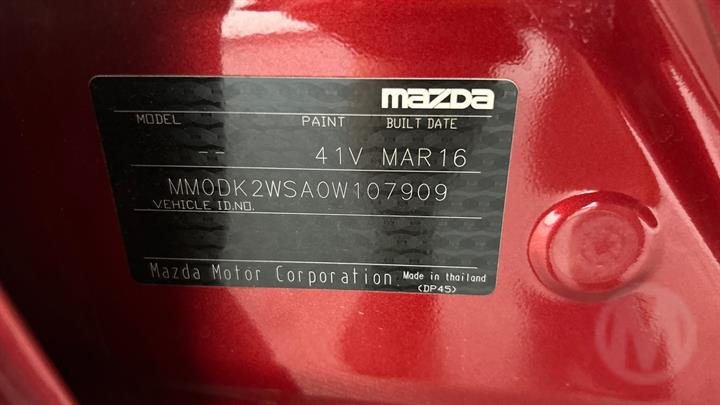 mazda
MODEL PAINT BUILT DATE
-- 41V MAR16
MM0DK2WSA0W107909
VEHICLE ID.NO.
Mazda Motor Corporation Made in thailand
(DP45)
M